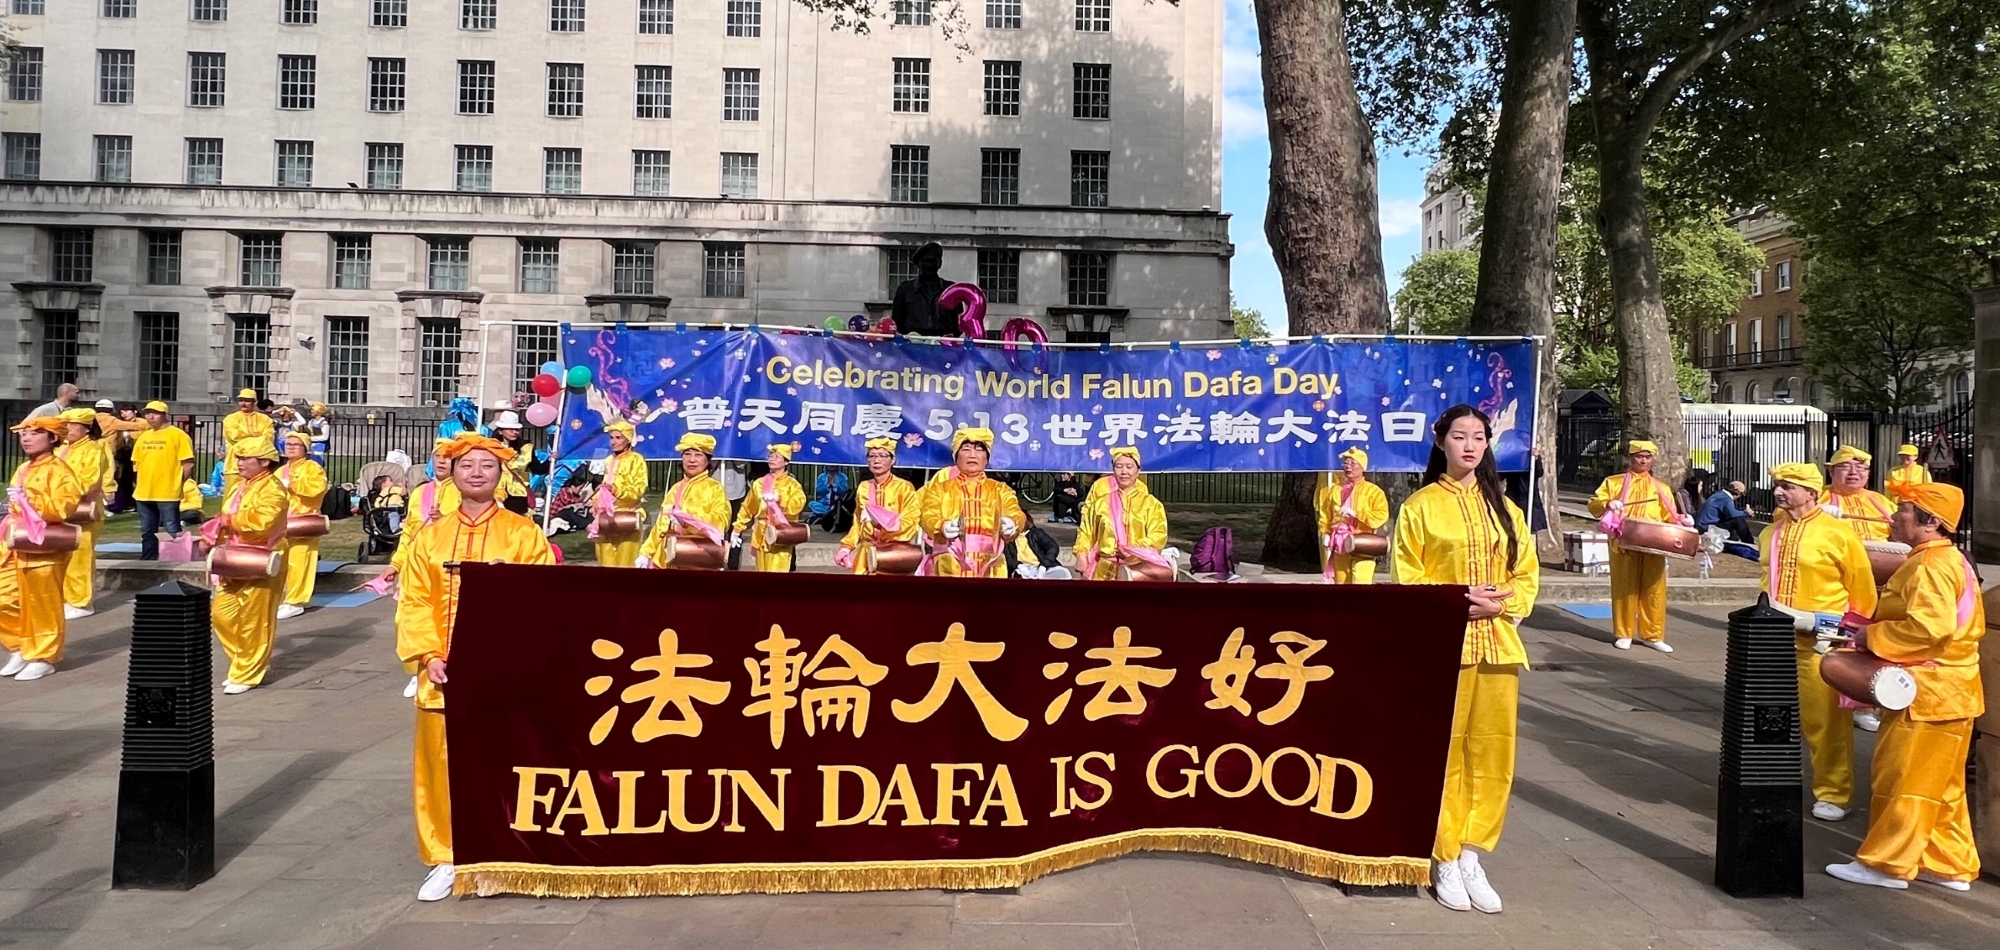 30
Celebrating World Falun Dafa Day
普天同慶 5.13 世界法輪大法日
法輪大法好
FALUN DAFA IS GOOD